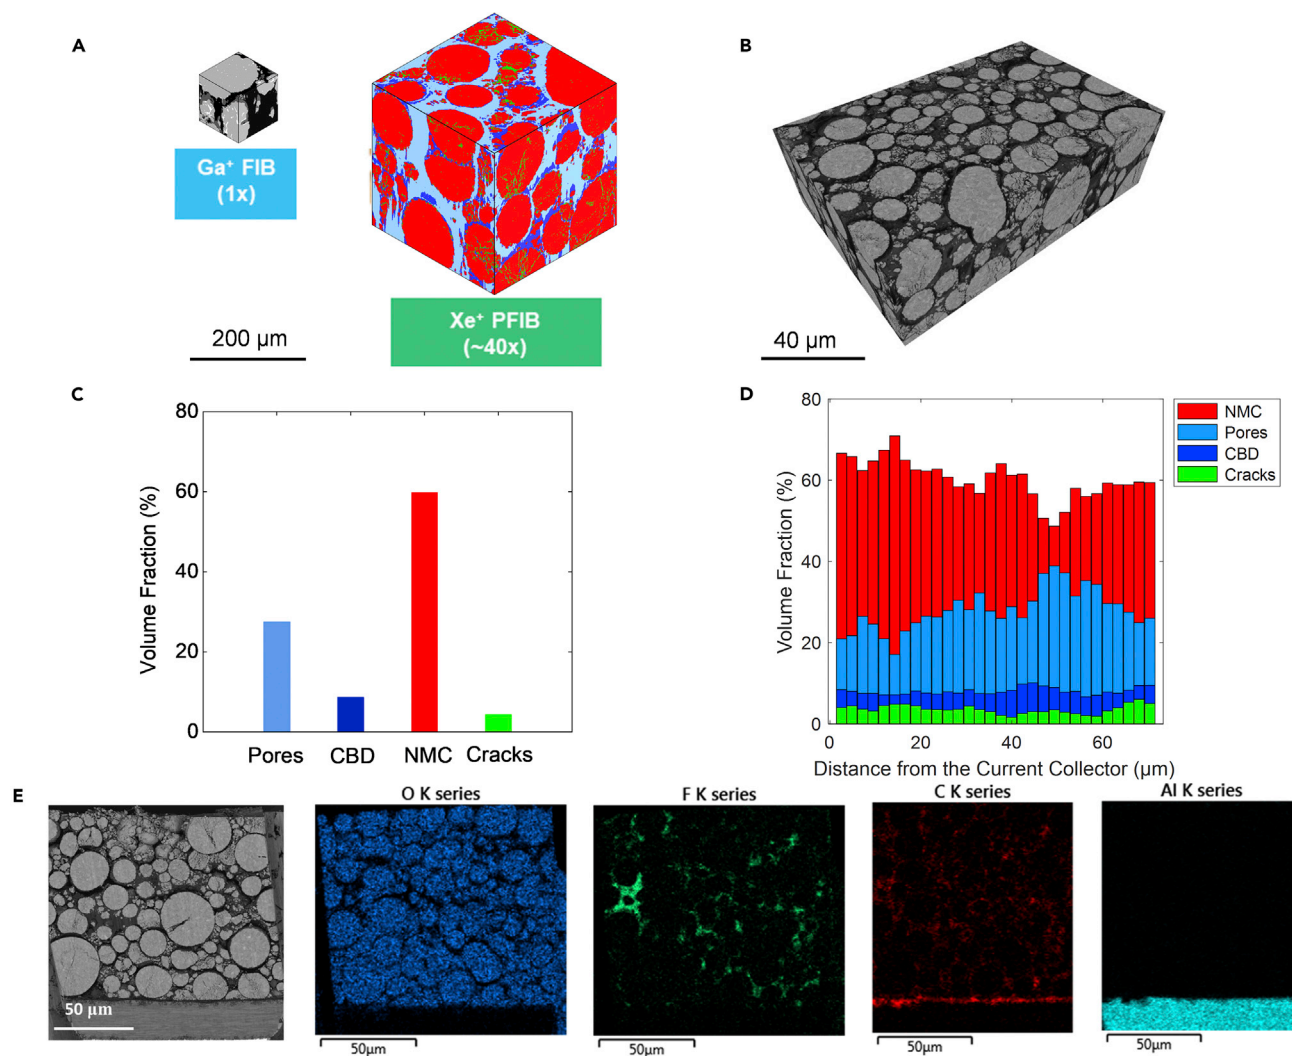 A
Ga⁺ FIB
(1x)
200 μm
Xe⁺ PFIB
(~40x)
B
40 μm
C
80
60
40
20
0
Volume Fraction (%)
Pores CBD NMC Cracks
D
80
60
40
20
0
Volume Fraction (%)
0 20 40 60
Distance from the Current Collector (μm)
NMC
Pores
CBD
Cracks
E
50 μm
O K series
50μm
F K series
50μm
C K series
50μm
Al K series
50μm